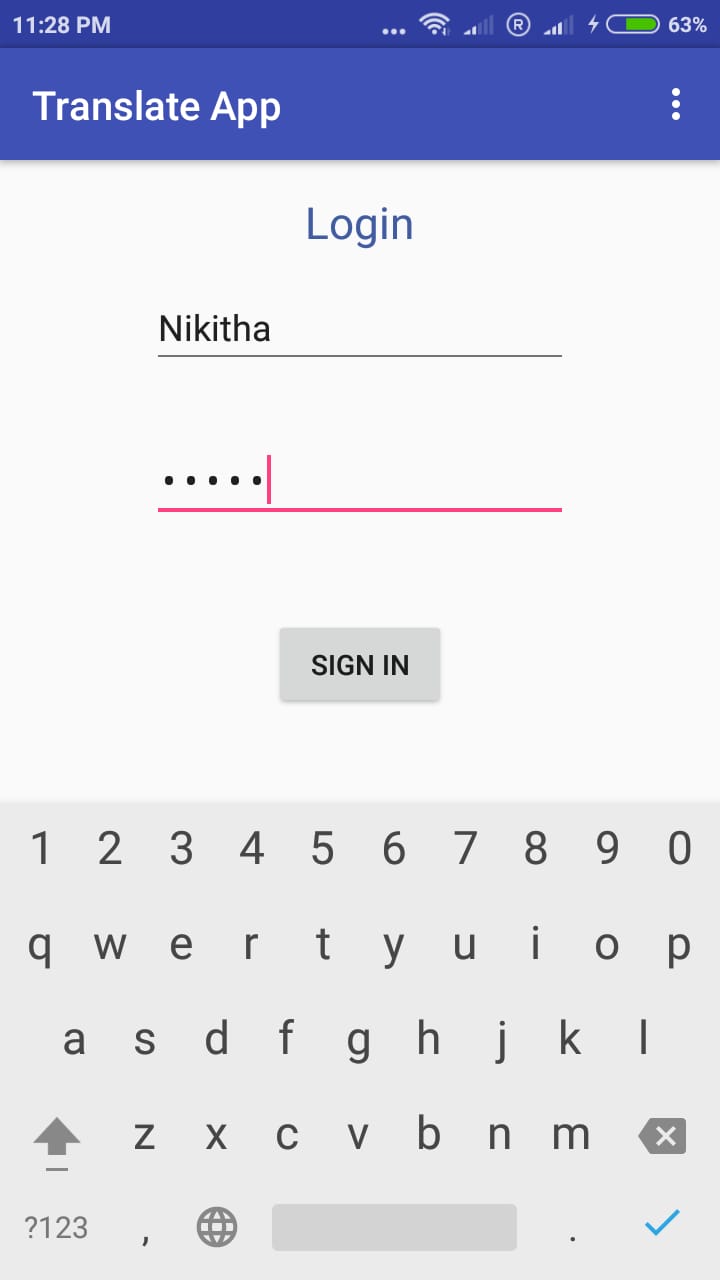 11:28 PM ... R 63%
Translate App
Login
Nikitha
•••••
SIGN IN
1 2 3 4 5 6 7 8 9 0
q w e r t y u i o p
a s d f g h j k l
z x c v b n m
?123 , .